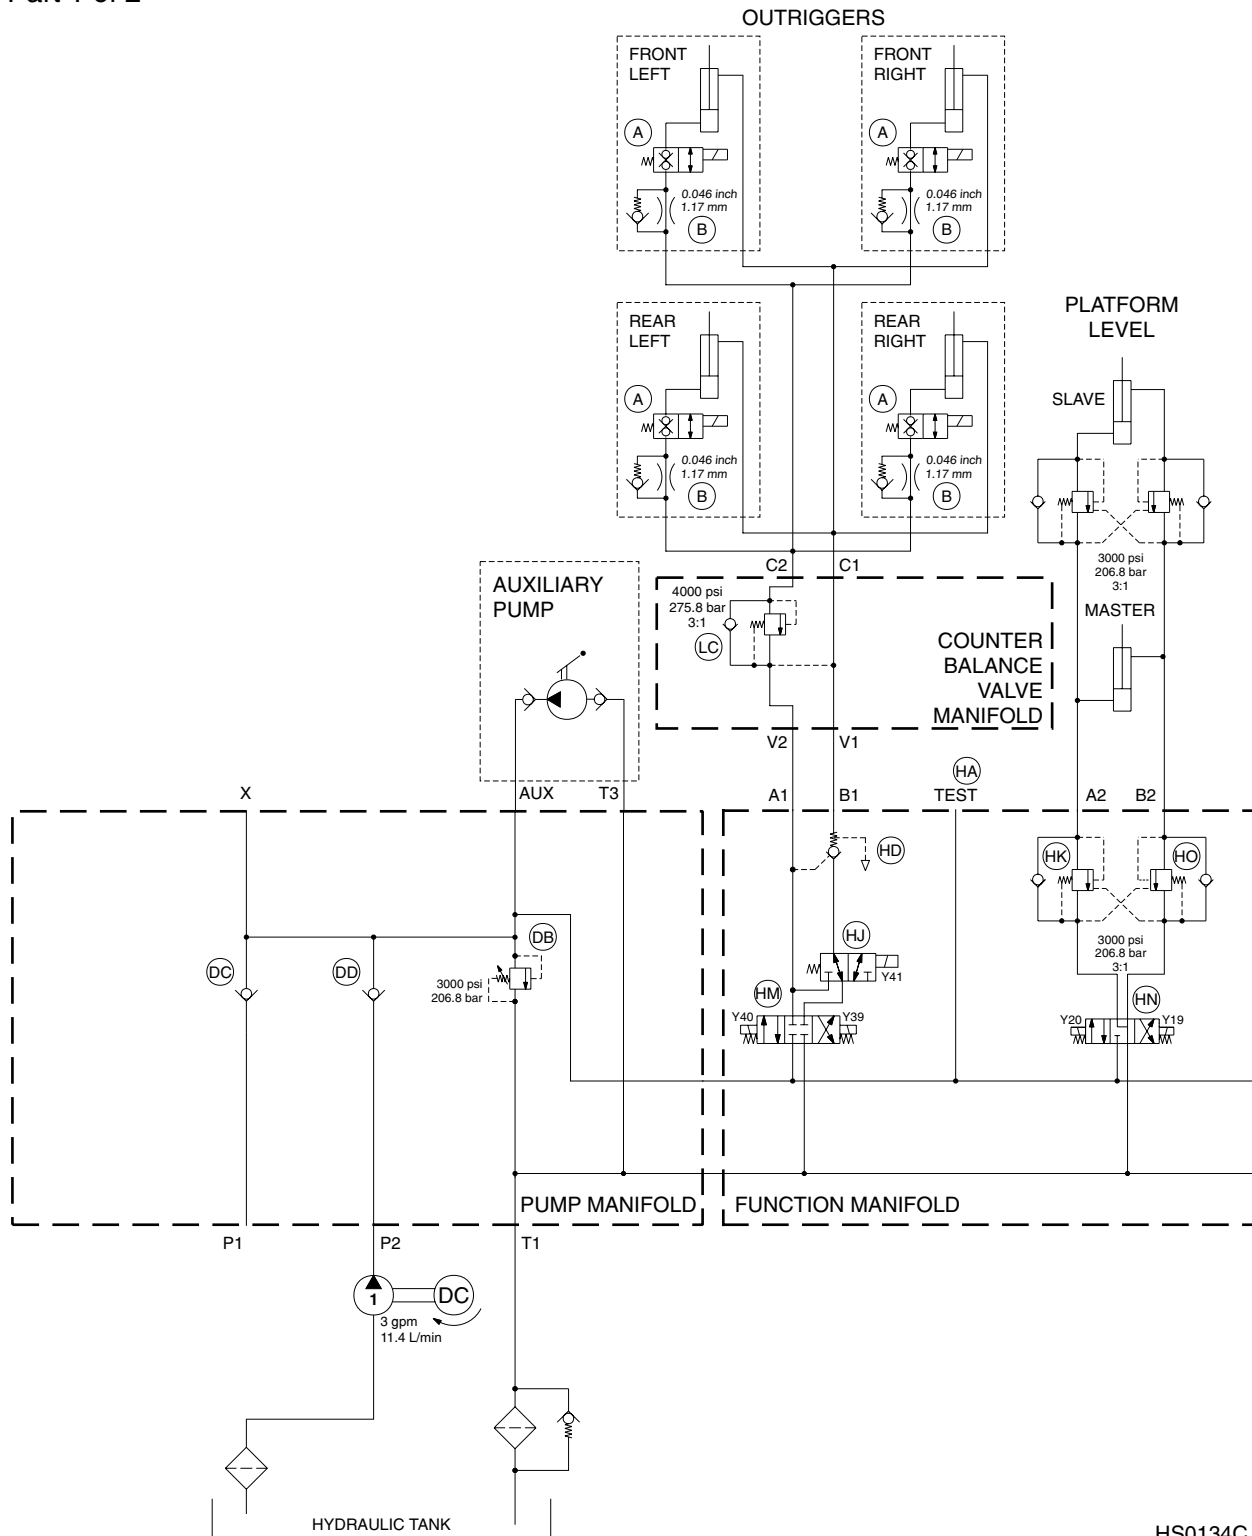 OUTRIGGERS
FRONT
LEFT
A
0.046 inch
1.17 mm
B
FRONT
RIGHT
A
0.046 inch
1.17 mm
B
REAR
LEFT
A
0.046 inch
1.17 mm
B
REAR
RIGHT
A
0.046 inch
1.17 mm
B
PLATFORM
LEVEL
SLAVE
3000 psi
206.8 bar
3:1
MASTER
C2
C1
4000 psi
275.8 bar
3:1
LC
COUNTER
BALANCE
VALVE
MANIFOLD
V2
V1
AUXILIARY
PUMP
X
AUX
T3
A1
B1
HA
TEST
A2
B2
DC
DD
DB
3000 psi
206.8 bar
HD
HJ
Y41
HM
Y40
Y39
HK
HO
3000 psi
206.8 bar
3:1
HN
Y20
Y19
PUMP MANIFOLD
FUNCTION MANIFOLD
P1
P2
T1
1
DC
3 gpm
11.4 L/min
HYDRAULIC TANK